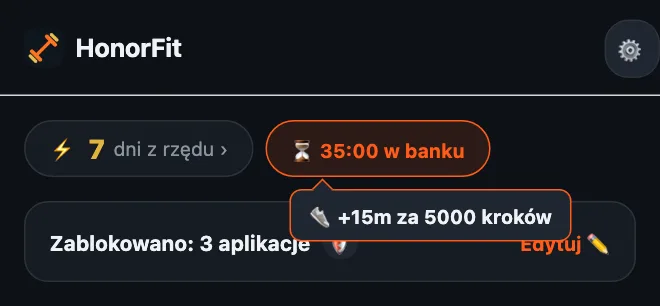 HonorFit
7 dni z rzędu ›
35:00 w banku
+15m za 5000 kroków
Zablokowano: 3 aplikacje
Edytuj